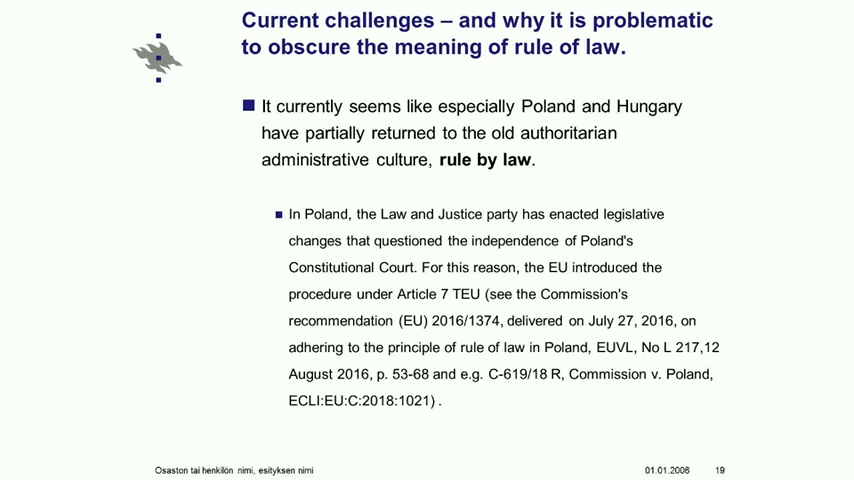 Current challenges – and why it is problematic
to obscure the meaning of rule of law.
It currently seems like especially Poland and Hungary
have partially returned to the old authoritarian
administrative culture, rule by law.
In Poland, the Law and Justice party has enacted legislative
changes that questioned the independence of Poland's
Constitutional Court. For this reason, the EU introduced the
procedure under Article 7 TEU (see the Commission's
recommendation (EU) 2016/1374, delivered on July 27, 2016, on
adhering to the principle of rule of law in Poland, EUVL, No L 217,12
August 2016, p. 53-68 and e.g. C-619/18 R, Commission v. Poland,
ECLI:EU:C:2018:1021) .
Osaston tai henkilön nimi, esityksen nimi
01.01.2006
19